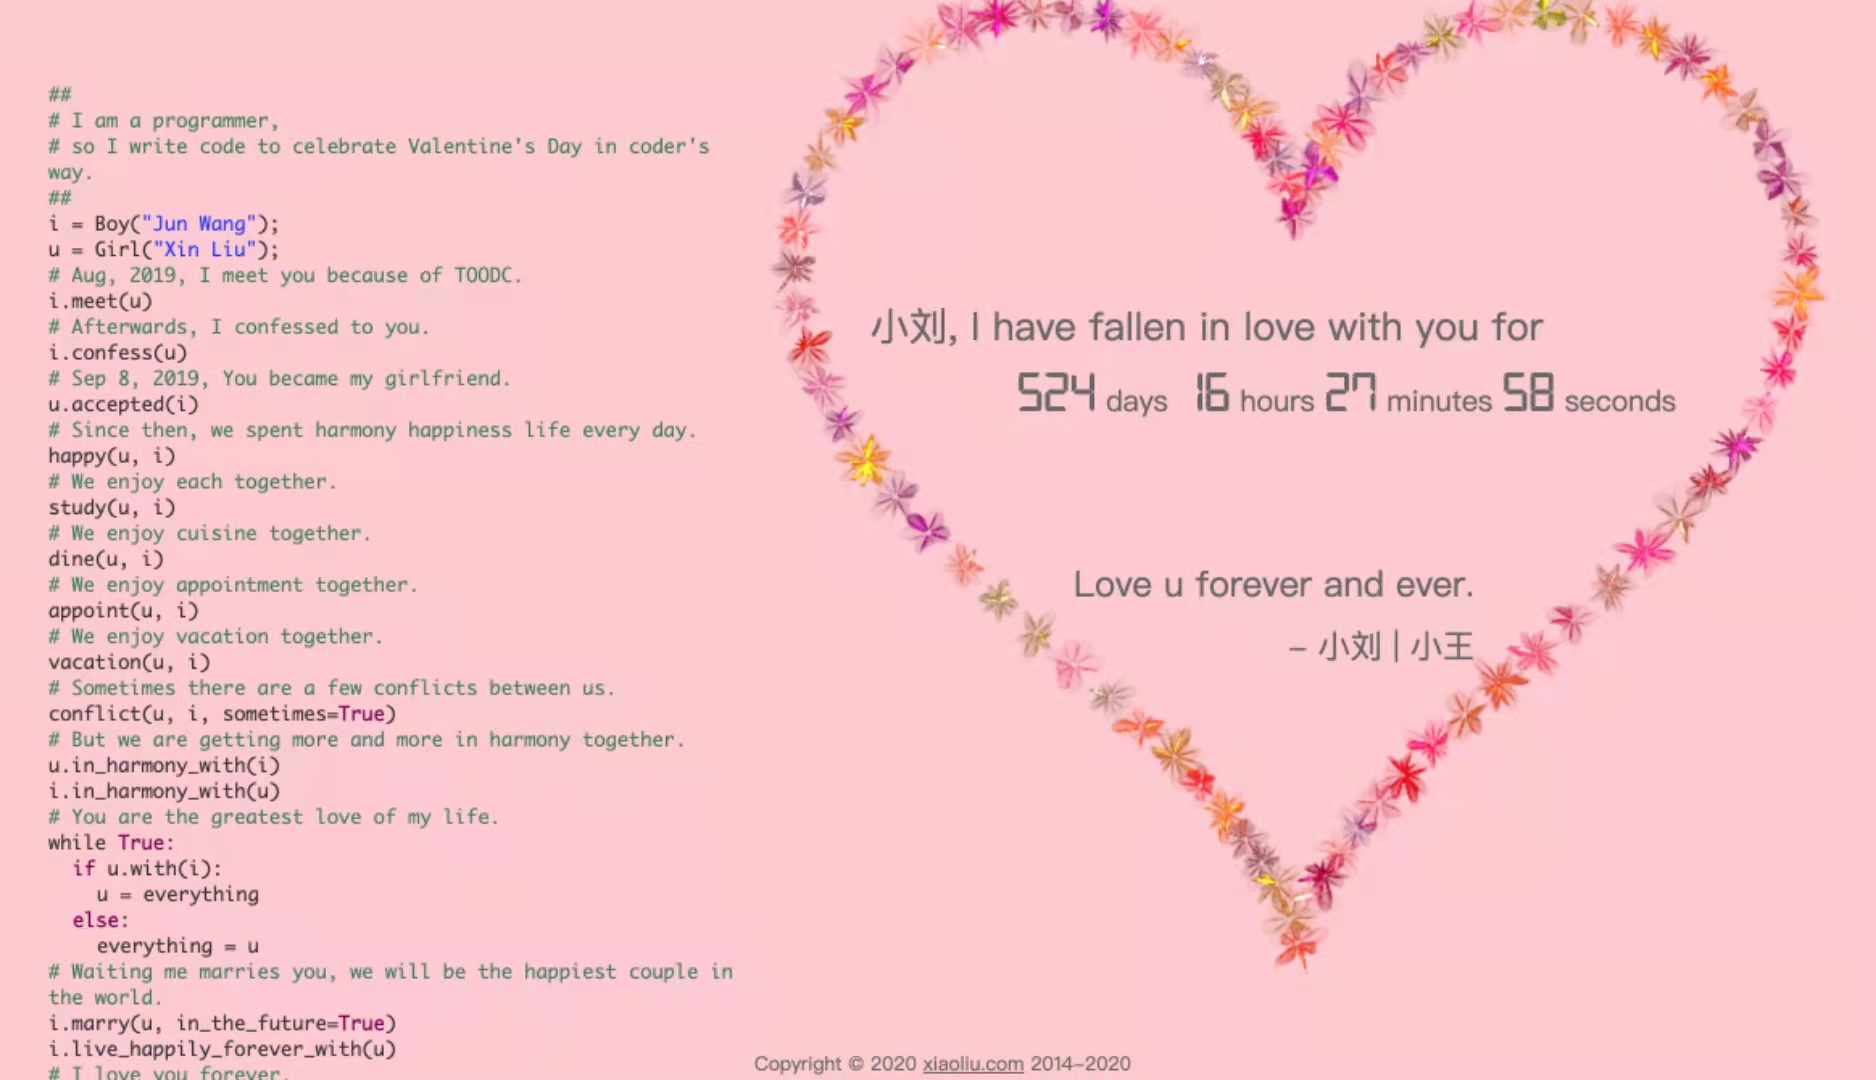 ##
# I am a programmer,
# so I write code to celebrate Valentine's Day in coder's
way.
##
i = Boy("Jun Wang");
u = Girl("Xin Liu");
# Aug, 2019, I meet you because of TOODC.
i.meet(u)
# Afterwards, I confessed to you.
i.confess(u)
# Sep 8, 2019, You became my girlfriend.
u.accepted(i)
# Since then, we spent harmony happiness life every day.
happy(u, i)
# We enjoy each together.
study(u, i)
# We enjoy cuisine together.
dine(u, i)
# We enjoy appointment together.
appoint(u, i)
# We enjoy vacation together.
vacation(u, i)
# Sometimes there are a few conflicts between us.
conflict(u, i, sometimes=True)
# But we are getting more and more in harmony together.
u.in_harmony_with(i)
i.in_harmony_with(u)
# You are the greatest love of my life.
while True:
  if u.with(i):
    u = everything
  else:
    everything = u
# Waiting me marries you, we will be the happiest couple in
the world.
i.marry(u, in_the_future=True)
i.live_happily_forever_with(u)
# I love you forever.
小刘, I have fallen in love with you for
524 days 16 hours 27 minutes 58 seconds
Love u forever and ever.
– 小刘 | 小王
Copyright © 2020 xiaoliu.com 2014–2020